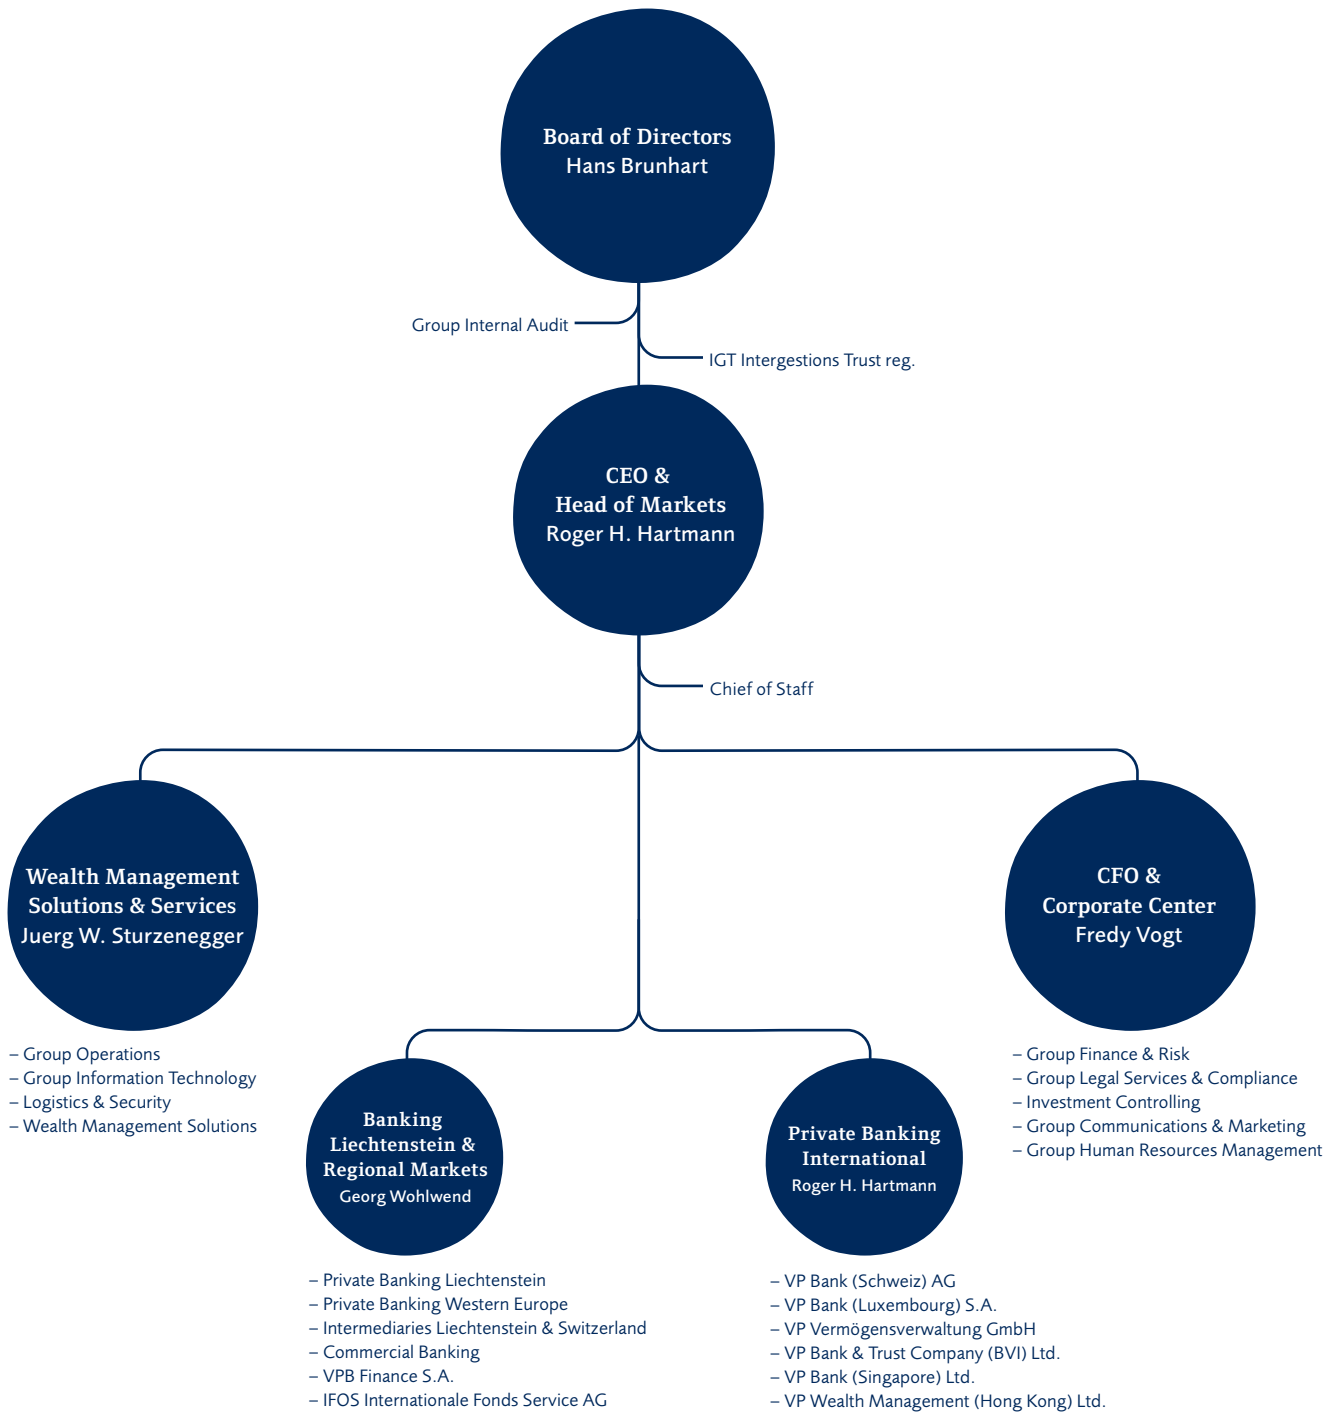 Board of Directors
Hans Brunhart
Group Internal Audit
IGT Intergestions Trust reg.
CEO &
Head of Markets
Roger H. Hartmann
Chief of Staff
Wealth Management
Solutions & Services
Juerg W. Sturzenegger
– Group Operations
– Group Information Technology
– Logistics & Security
– Wealth Management Solutions
Banking
Liechtenstein &
Regional Markets
Georg Wohlwend
– Private Banking Liechtenstein
– Private Banking Western Europe
– Intermediaries Liechtenstein & Switzerland
– Commercial Banking
– VPB Finance S.A.
– IFOS Internationale Fonds Service AG
Private Banking
International
Roger H. Hartmann
– VP Bank (Schweiz) AG
– VP Bank (Luxembourg) S.A.
– VP Vermögensverwaltung GmbH
– VP Bank & Trust Company (BVI) Ltd.
– VP Bank (Singapore) Ltd.
– VP Wealth Management (Hong Kong) Ltd.
CFO &
Corporate Center
Fredy Vogt
– Group Finance & Risk
– Group Legal Services & Compliance
– Investment Controlling
– Group Communications & Marketing
– Group Human Resources Management